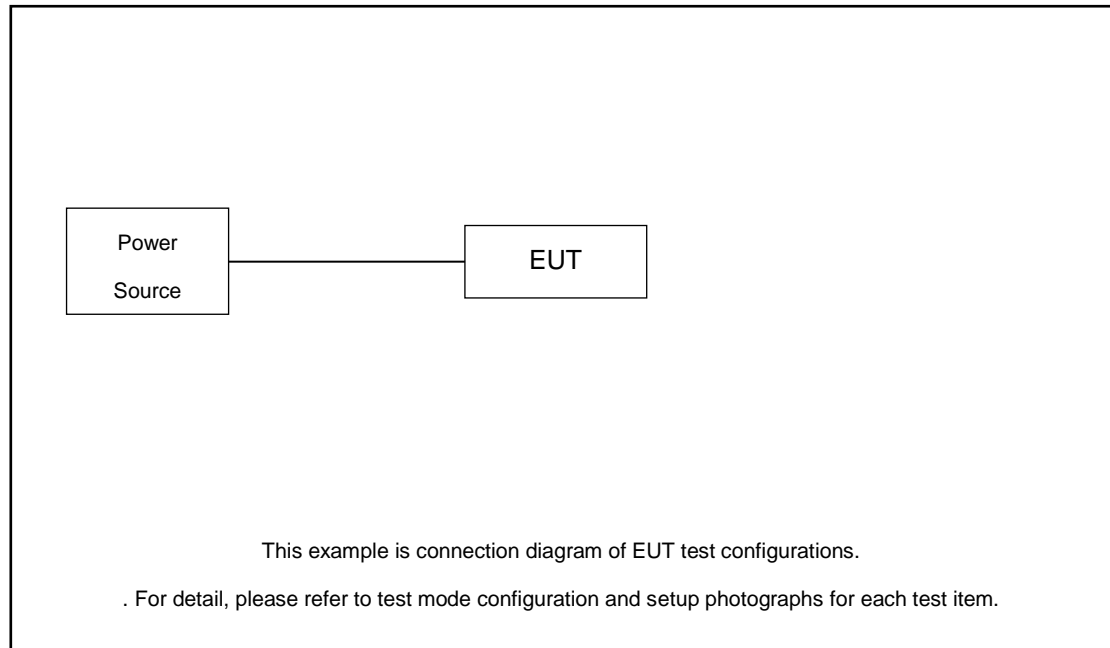 Power
Source
EUT
This example is connection diagram of EUT test configurations.
. For detail, please refer to test mode configuration and setup photographs for each test item.